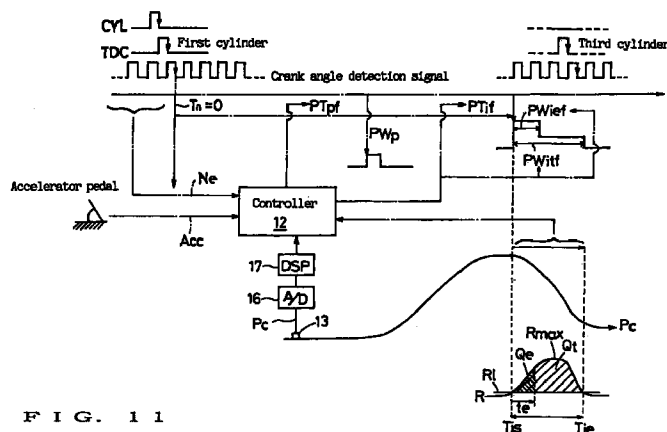 CYL
TDC
First cylinder
Third cylinder
Crank angle detection signal
Tn=0
PTpf
PTif
PWief
PWp
PWitf
Accelerator pedal
Ne
Controller
12
Acc
17
DSP
16
A/D
Pc
13
Pc
Rmax
Qe
Qt
Rl
R
te
Tis
Tie
FIG. 11